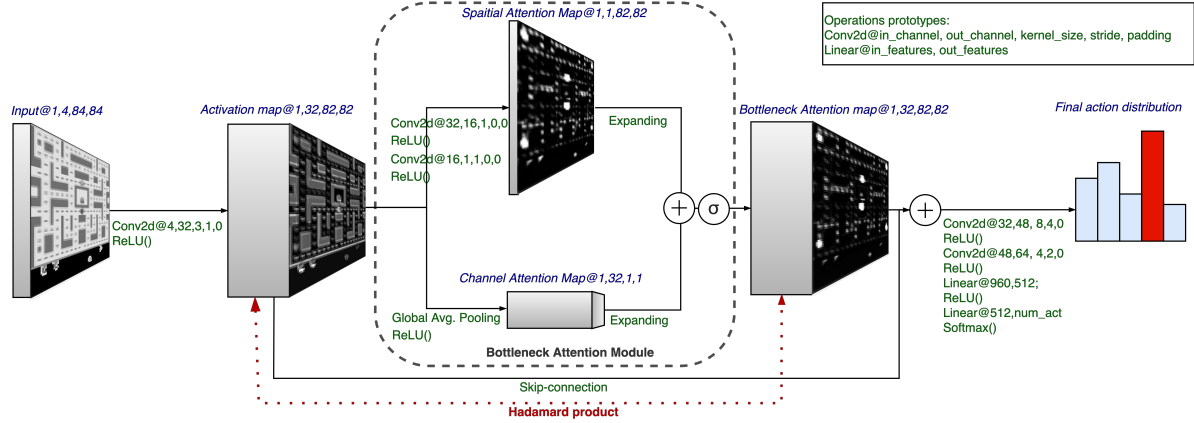 Spaitial Attention Map@1,1,82,82
Operations prototypes:
Conv2d@in_channel, out_channel, kernel_size, stride, padding
Linear@in_features, out_features
Input@1,4,84,84
Activation map@1,32,82,82
Bottleneck Attention map@1,32,82,82
Final action distribution
Conv2d@32,16,1,0,0
ReLU()
Conv2d@16,1,1,0,0
ReLU()
Expanding
Conv2d@4,32,3,1,0
ReLU()
+
σ
+
Conv2d@32,48, 8,4,0
ReLU()
Conv2d@48,64, 4,2,0
ReLU()
Linear@960,512;
ReLU()
Linear@512,num_act
Softmax()
Channel Attention Map@1,32,1,1
Global Avg. Pooling
ReLU()
Expanding
Bottleneck Attention Module
Skip-connection
Hadamard product